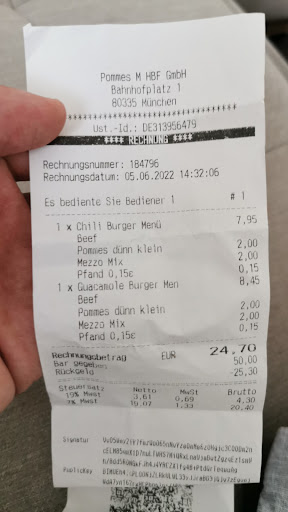 Pommes M HBF GmbH
Bahnhofplatz 1
80335 München
Ust.-Id.: DE313956479
**** RECHNUNG ****
Rechnungsnummer: 184796
Rechnungsdatum: 05.06.2022 14:32:06
Es bediente Sie Bediener 1 # 1
1 x Chili Burger Menü 7,95
Beef
Pommes dünn klein 2,00
Mezzo Mix 2,00
Pfand 0,15€ 0,15
1 x Guacamole Burger Men 8,45
Beef
Pommes dünn klein 2,00
Mezzo Mix 2,00
Pfand 0,15€ 0,15
Rechnungsbetrag EUR 24,70
Bar gegeben 50,00
Rückgeld -25,30
Steuersatz Netto MwSt Brutto
19% MwSt 3,61 0,69 4,30
7% MwSt 19,07 1,33 20,40
Signatur
PublicKey